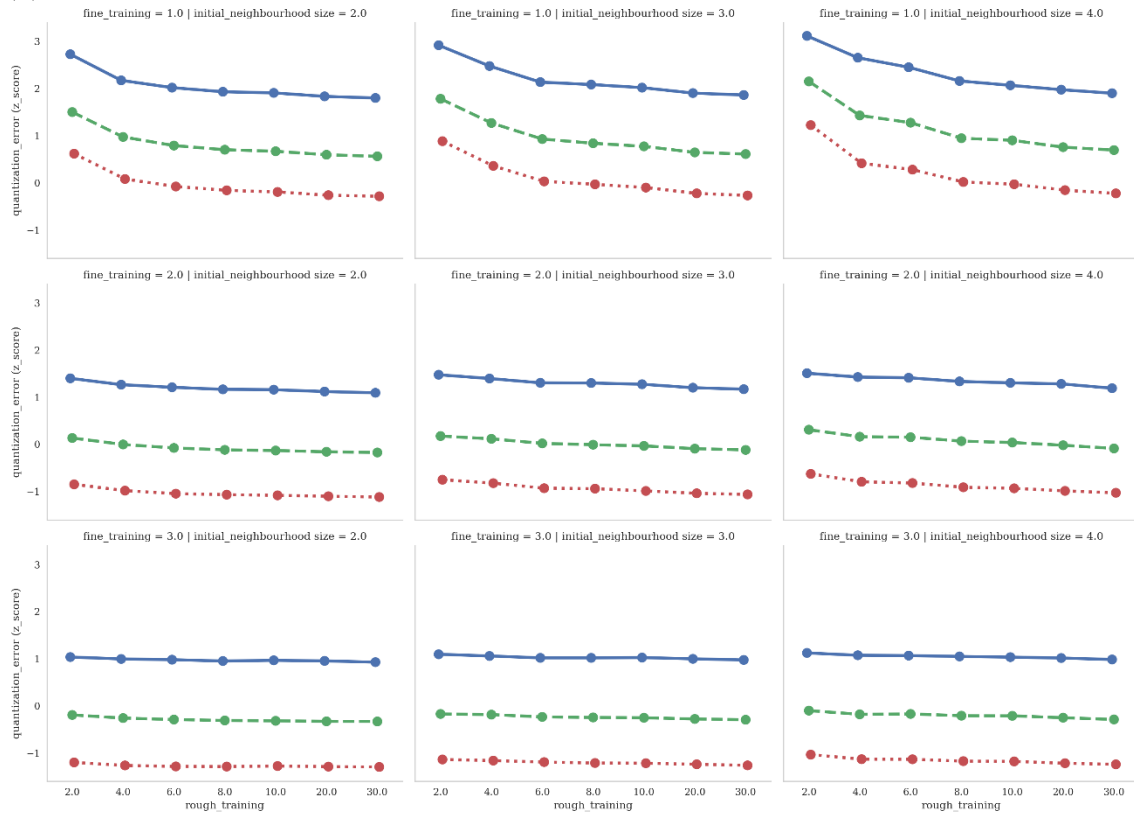 fine_training = 1.0 | initial_neighbourhood size = 2.0
fine_training = 1.0 | initial_neighbourhood size = 3.0
fine_training = 1.0 | initial_neighbourhood size = 4.0
3
2
1
0
−1
quantization_error (z_score)
fine_training = 2.0 | initial_neighbourhood size = 2.0
fine_training = 2.0 | initial_neighbourhood size = 3.0
fine_training = 2.0 | initial_neighbourhood size = 4.0
3
2
1
0
−1
quantization_error (z_score)
fine_training = 3.0 | initial_neighbourhood size = 2.0
fine_training = 3.0 | initial_neighbourhood size = 3.0
fine_training = 3.0 | initial_neighbourhood size = 4.0
3
2
1
0
−1
quantization_error (z_score)
2.0 4.0 6.0 8.0 10.0 20.0 30.0
rough_training
2.0 4.0 6.0 8.0 10.0 20.0 30.0
rough_training
2.0 4.0 6.0 8.0 10.0 20.0 30.0
rough_training